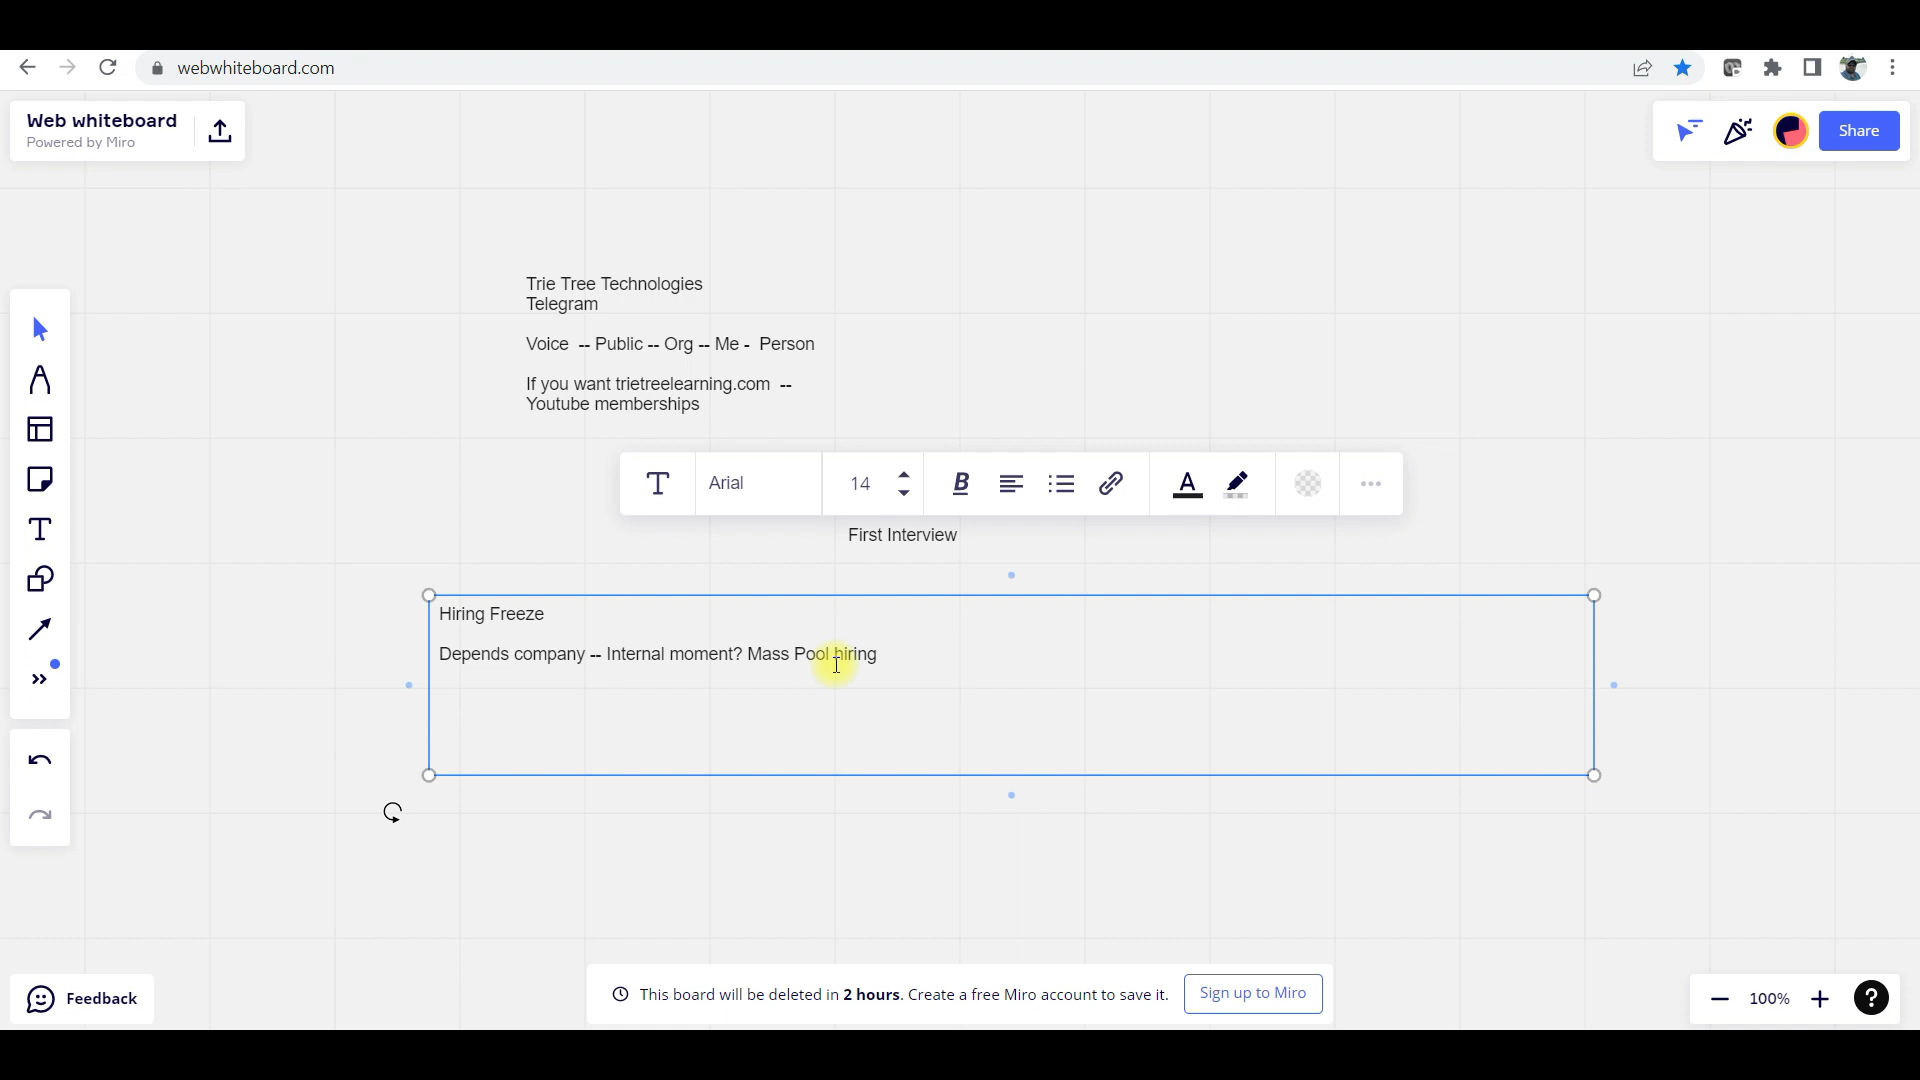 webwhiteboard.com
Web whiteboard
Powered by Miro
Share
Trie Tree Technologies
Telegram
Voice -- Public -- Org -- Me - Person
If you want trietreelearning.com --
Youtube memberships
Arial
14
B
A
First Interview
Hiring Freeze
Depends company -- Internal moment? Mass Pool hiring
Feedback
This board will be deleted in 2 hours. Create a free Miro account to save it.
Sign up to Miro
100%